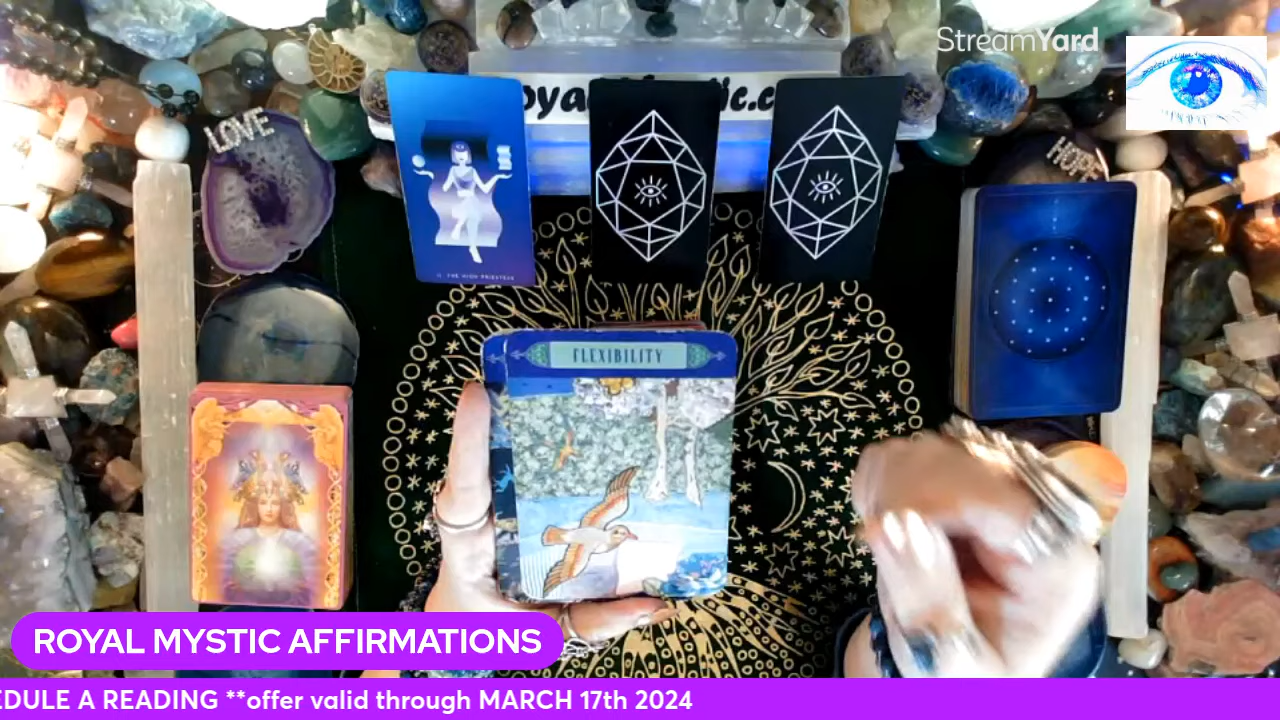 StreamYard
LOVE
HOPE
II. THE HIGH PRIESTESS
FLEXIBILITY
ROYAL MYSTIC AFFIRMATIONS
EDULE A READING **offer valid through MARCH 17th 2024